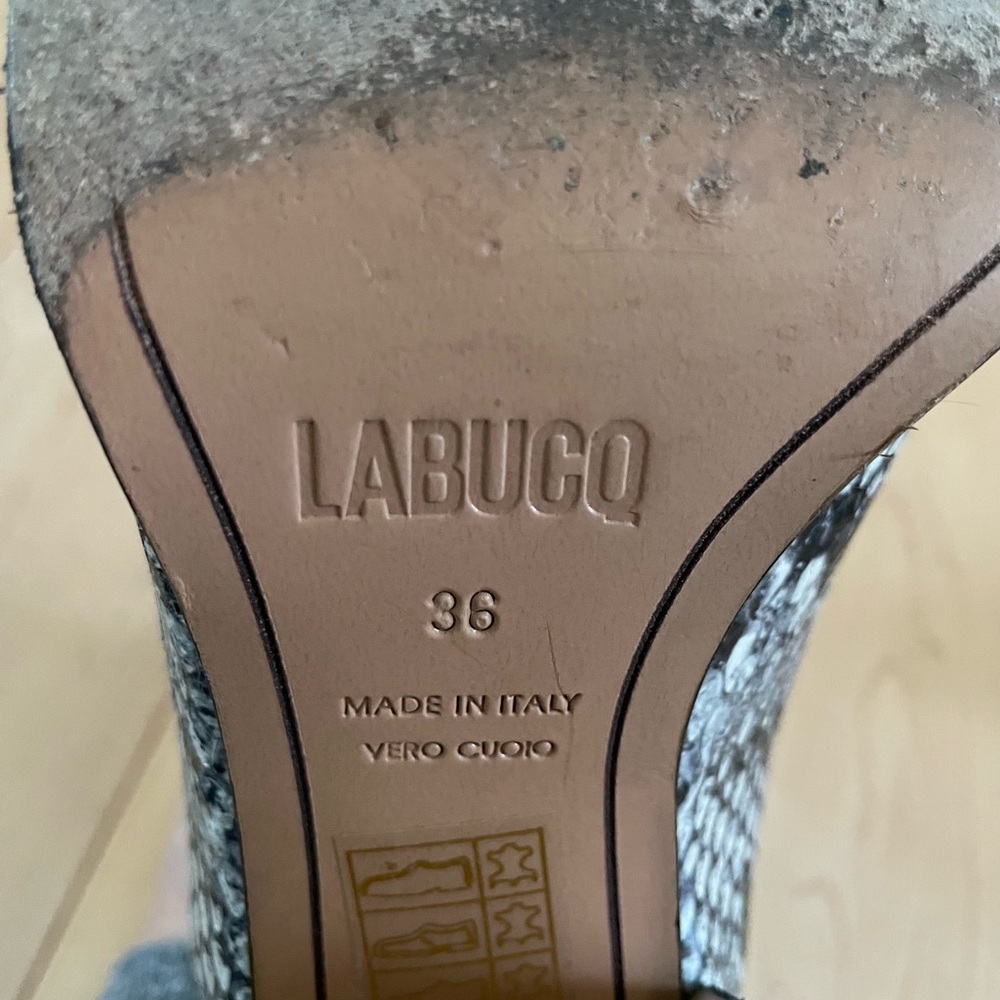 LABUCQ
36
MADE IN ITALY
VERO CUOIO